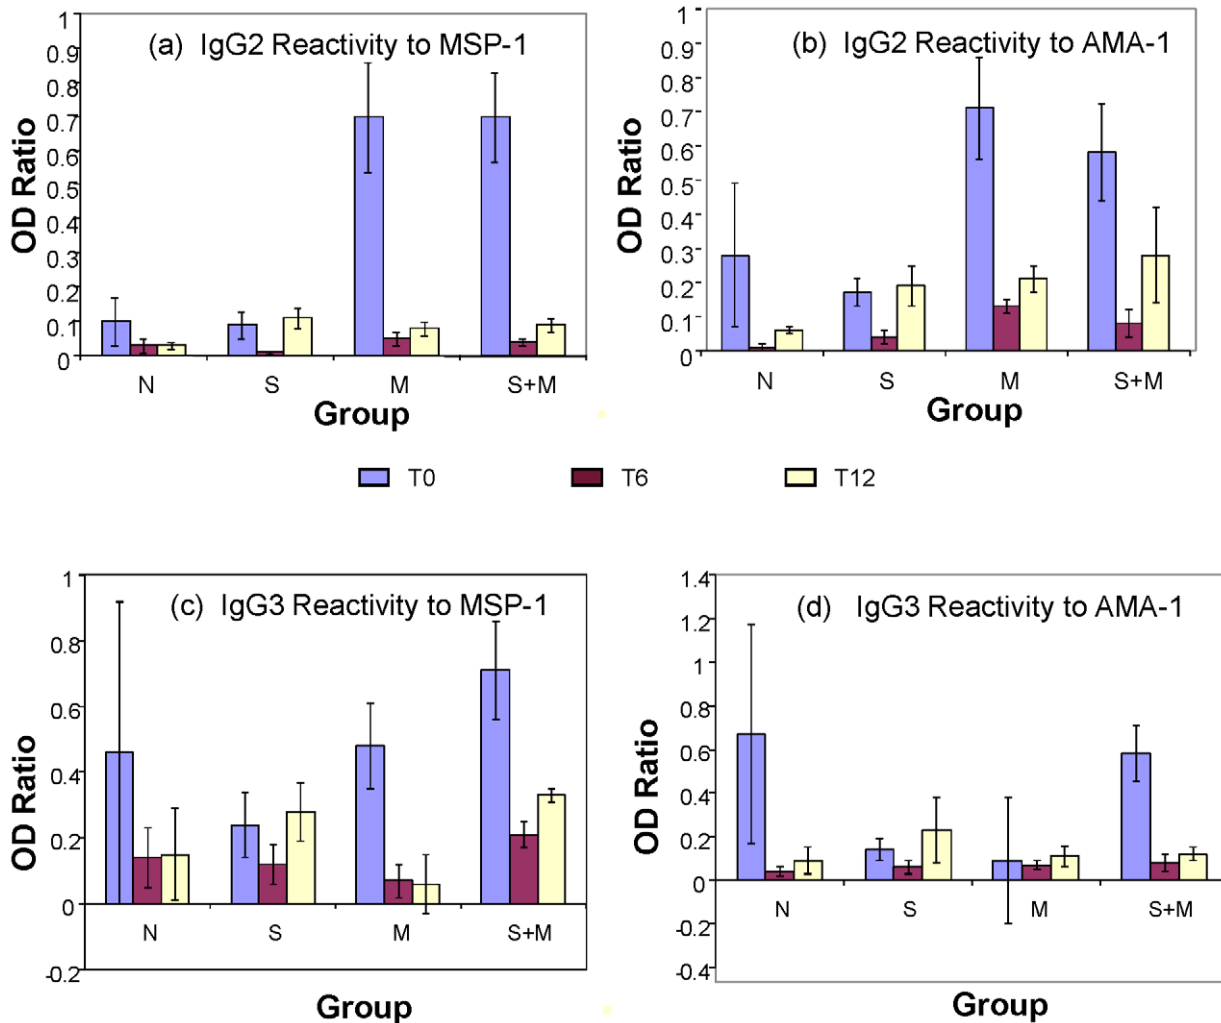 (a) IgG2 Reactivity to MSP-1
OD Ratio
1
0.9
0.8
0.7
0.6
0.5
0.4
0.3
0.2
0.1
0
N S M S+M
Group
(b) IgG2 Reactivity to AMA-1
OD Ratio
1
0.9
0.8
0.7
0.6
0.5
0.4
0.3
0.2
0.1
0
N S M S+M
Group
T0 T6 T12
(c) IgG3 Reactivity to MSP-1
OD Ratio
1
0.8
0.6
0.4
0.2
0
-0.2
N S M S+M
Group
(d) IgG3 Reactivity to AMA-1
OD Ratio
1.4
1.2
1
0.8
0.6
0.4
0.2
0
-0.2
-0.4
N S M S+M
Group